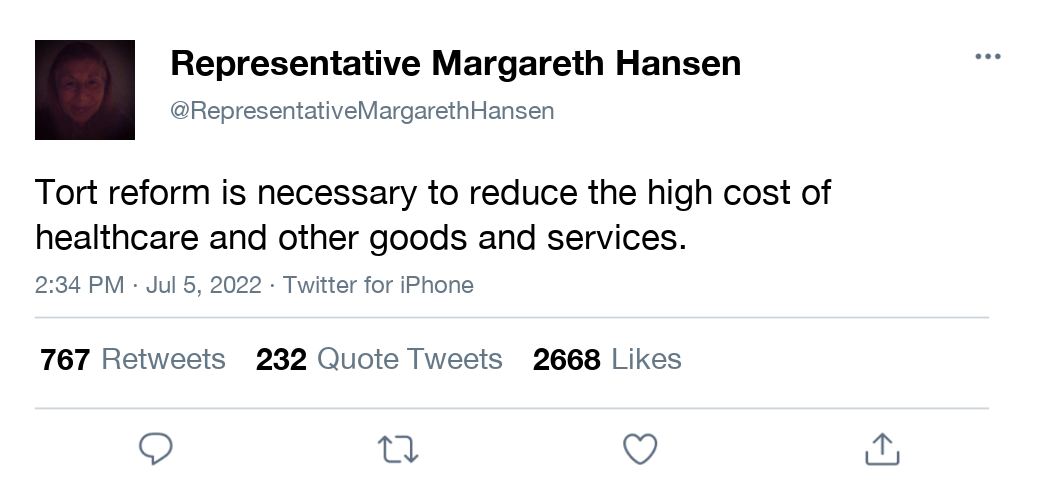 Representative Margareth Hansen
@RepresentativeMargarethHansen
Tort reform is necessary to reduce the high cost of
healthcare and other goods and services.
2:34 PM · Jul 5, 2022 · Twitter for iPhone
767 Retweets 232 Quote Tweets 2668 Likes